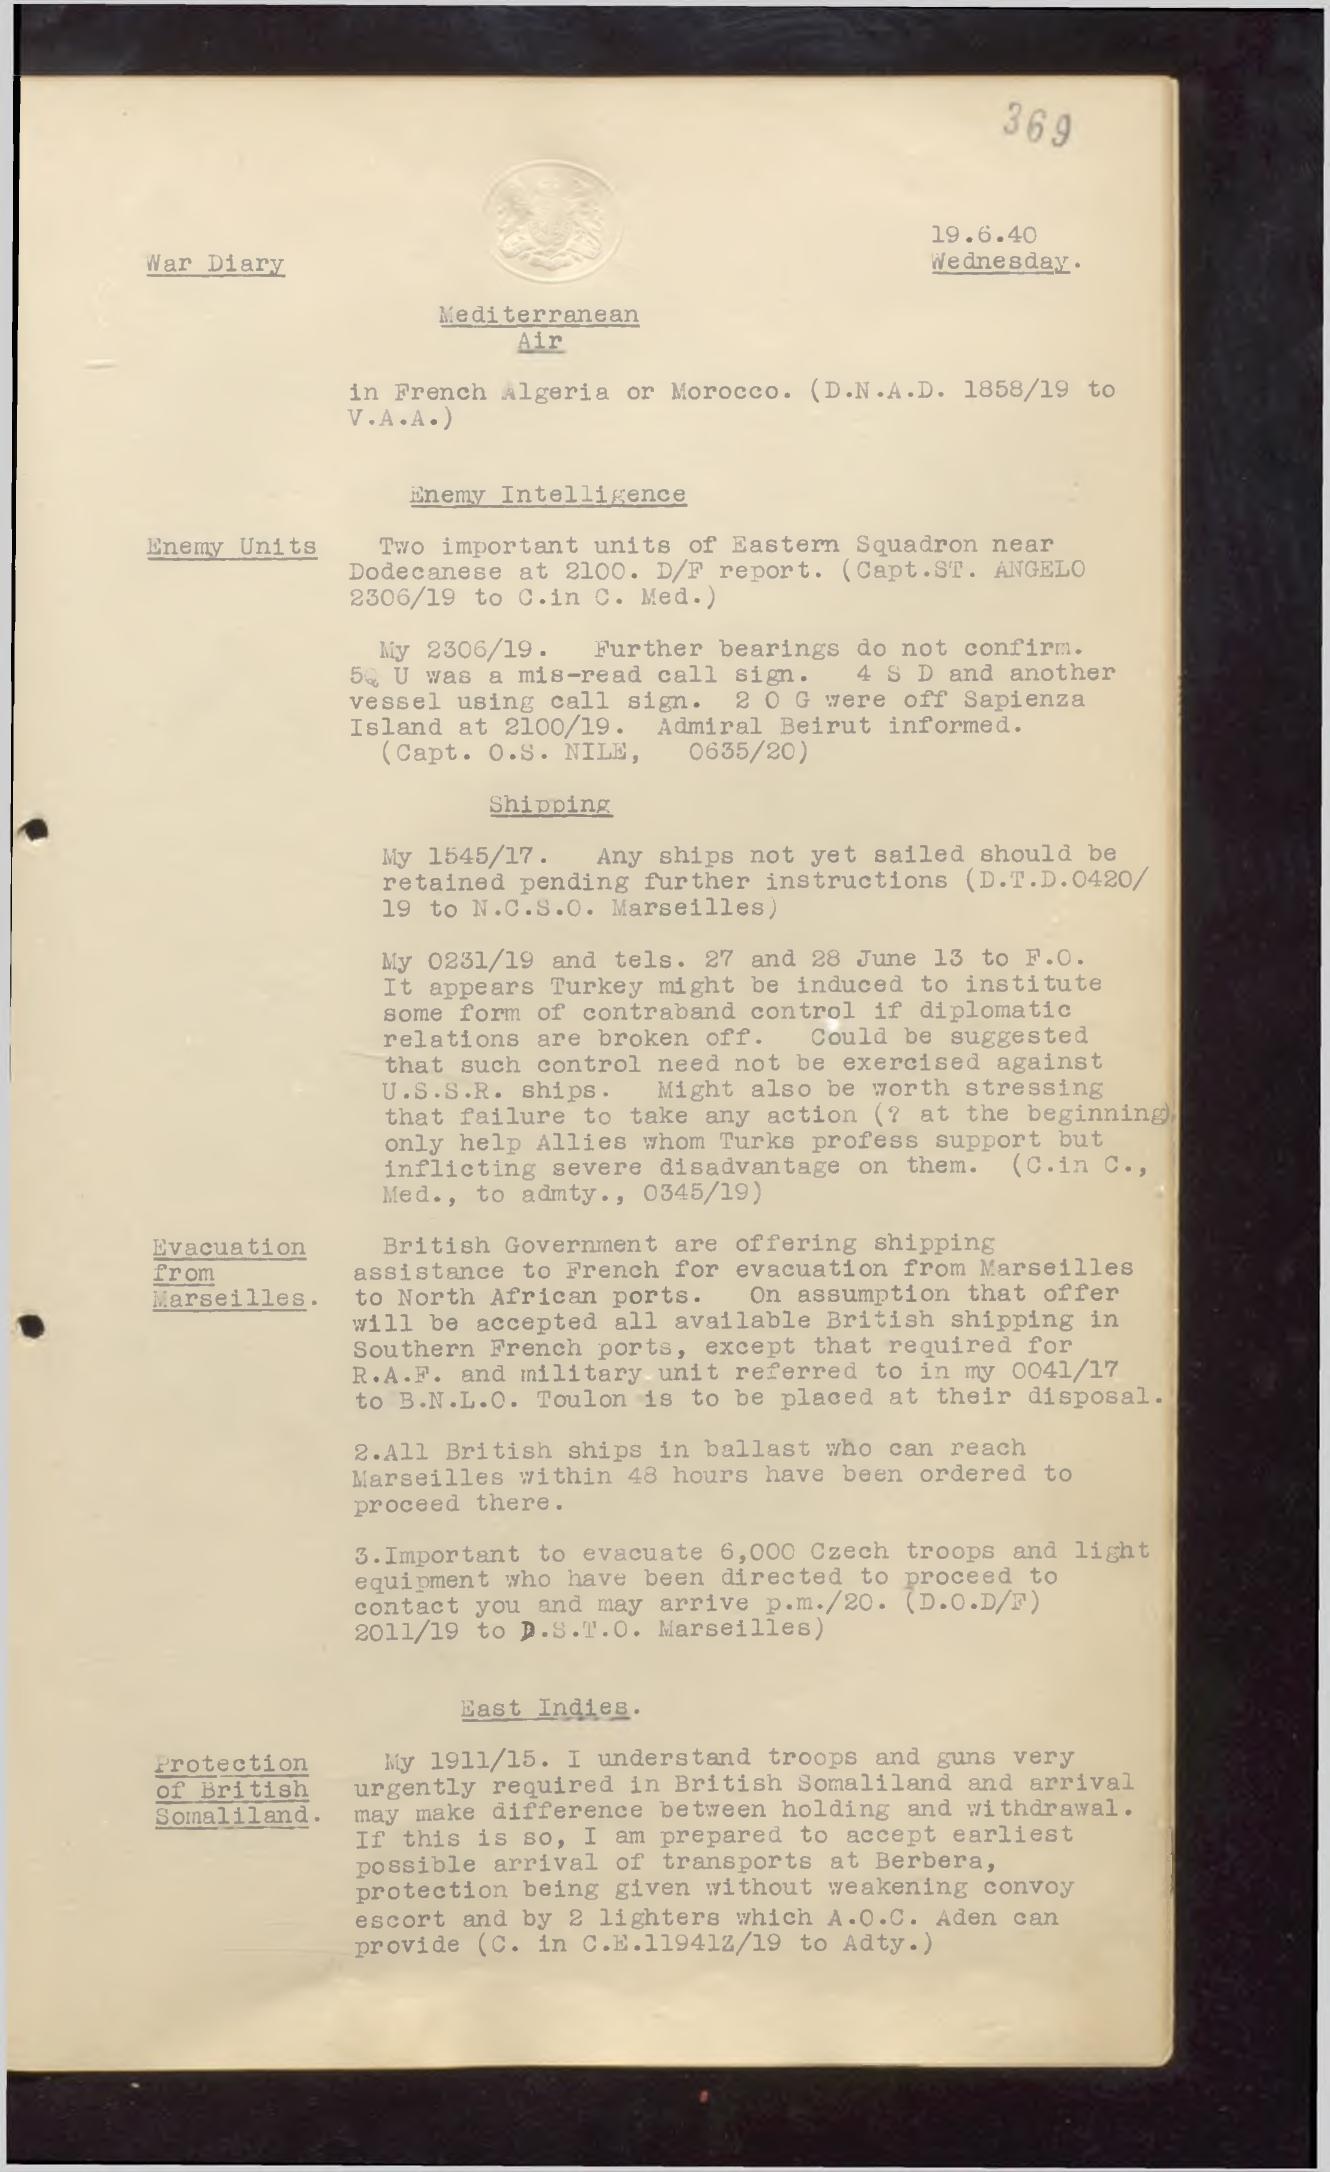 369
19.6.40
War Diary
Wednesday.
Mediterranean
Air
in French Algeria or Morocco. (D.N.A.D. 1858/19 to
V.A.A.)
Enemy Intelligence
Enemy Units
Two important units of Eastern Squadron near
Dodecanese at 2100. D/F report. (Capt.ST. ANGELO
2306/19 to C.in C. Med.)
My 2306/19. Further bearings do not confirm.
5Q U was a mis-read call sign. 4 S D and another
vessel using call sign. 2 O G were off Sapienza
Island at 2100/19. Admiral Beirut informed.
(Capt. O.S. NILE, 0635/20)
Shipping
My 1545/17. Any ships not yet sailed should be
retained pending further instructions (D.T.D.0420/
19 to N.C.S.O. Marseilles)
My 0231/19 and tels. 27 and 28 June 13 to F.O.
It appears Turkey might be induced to institute
some form of contraband control if diplomatic
relations are broken off. Could be suggested
that such control need not be exercised against
U.S.S.R. ships. Might also be worth stressing
that failure to take any action (? at the beginning)
only help Allies whom Turks profess support but
inflicting severe disadvantage on them. (C.in C.,
Med., to admty., 0345/19)
Evacuation
from
Marseilles.
British Government are offering shipping
assistance to French for evacuation from Marseilles
to North African ports. On assumption that offer
will be accepted all available British shipping in
Southern French ports, except that required for
R.A.F. and military unit referred to in my 0041/17
to B.N.L.O. Toulon is to be placed at their disposal.
2.All British ships in ballast who can reach
Marseilles within 48 hours have been ordered to
proceed there.
3.Important to evacuate 6,000 Czech troops and light
equipment who have been directed to proceed to
contact you and may arrive p.m./20. (D.O.D/F)
2011/19 to D.S.T.O. Marseilles)
East Indies.
Protection
of British
Somaliland.
My 1911/15. I understand troops and guns very
urgently required in British Somaliland and arrival
may make difference between holding and withdrawal.
If this is so, I am prepared to accept earliest
possible arrival of transports at Berbera,
protection being given without weakening convoy
escort and by 2 lighters which A.O.C. Aden can
provide (C. in C.E.11941Z/19 to Adty.)